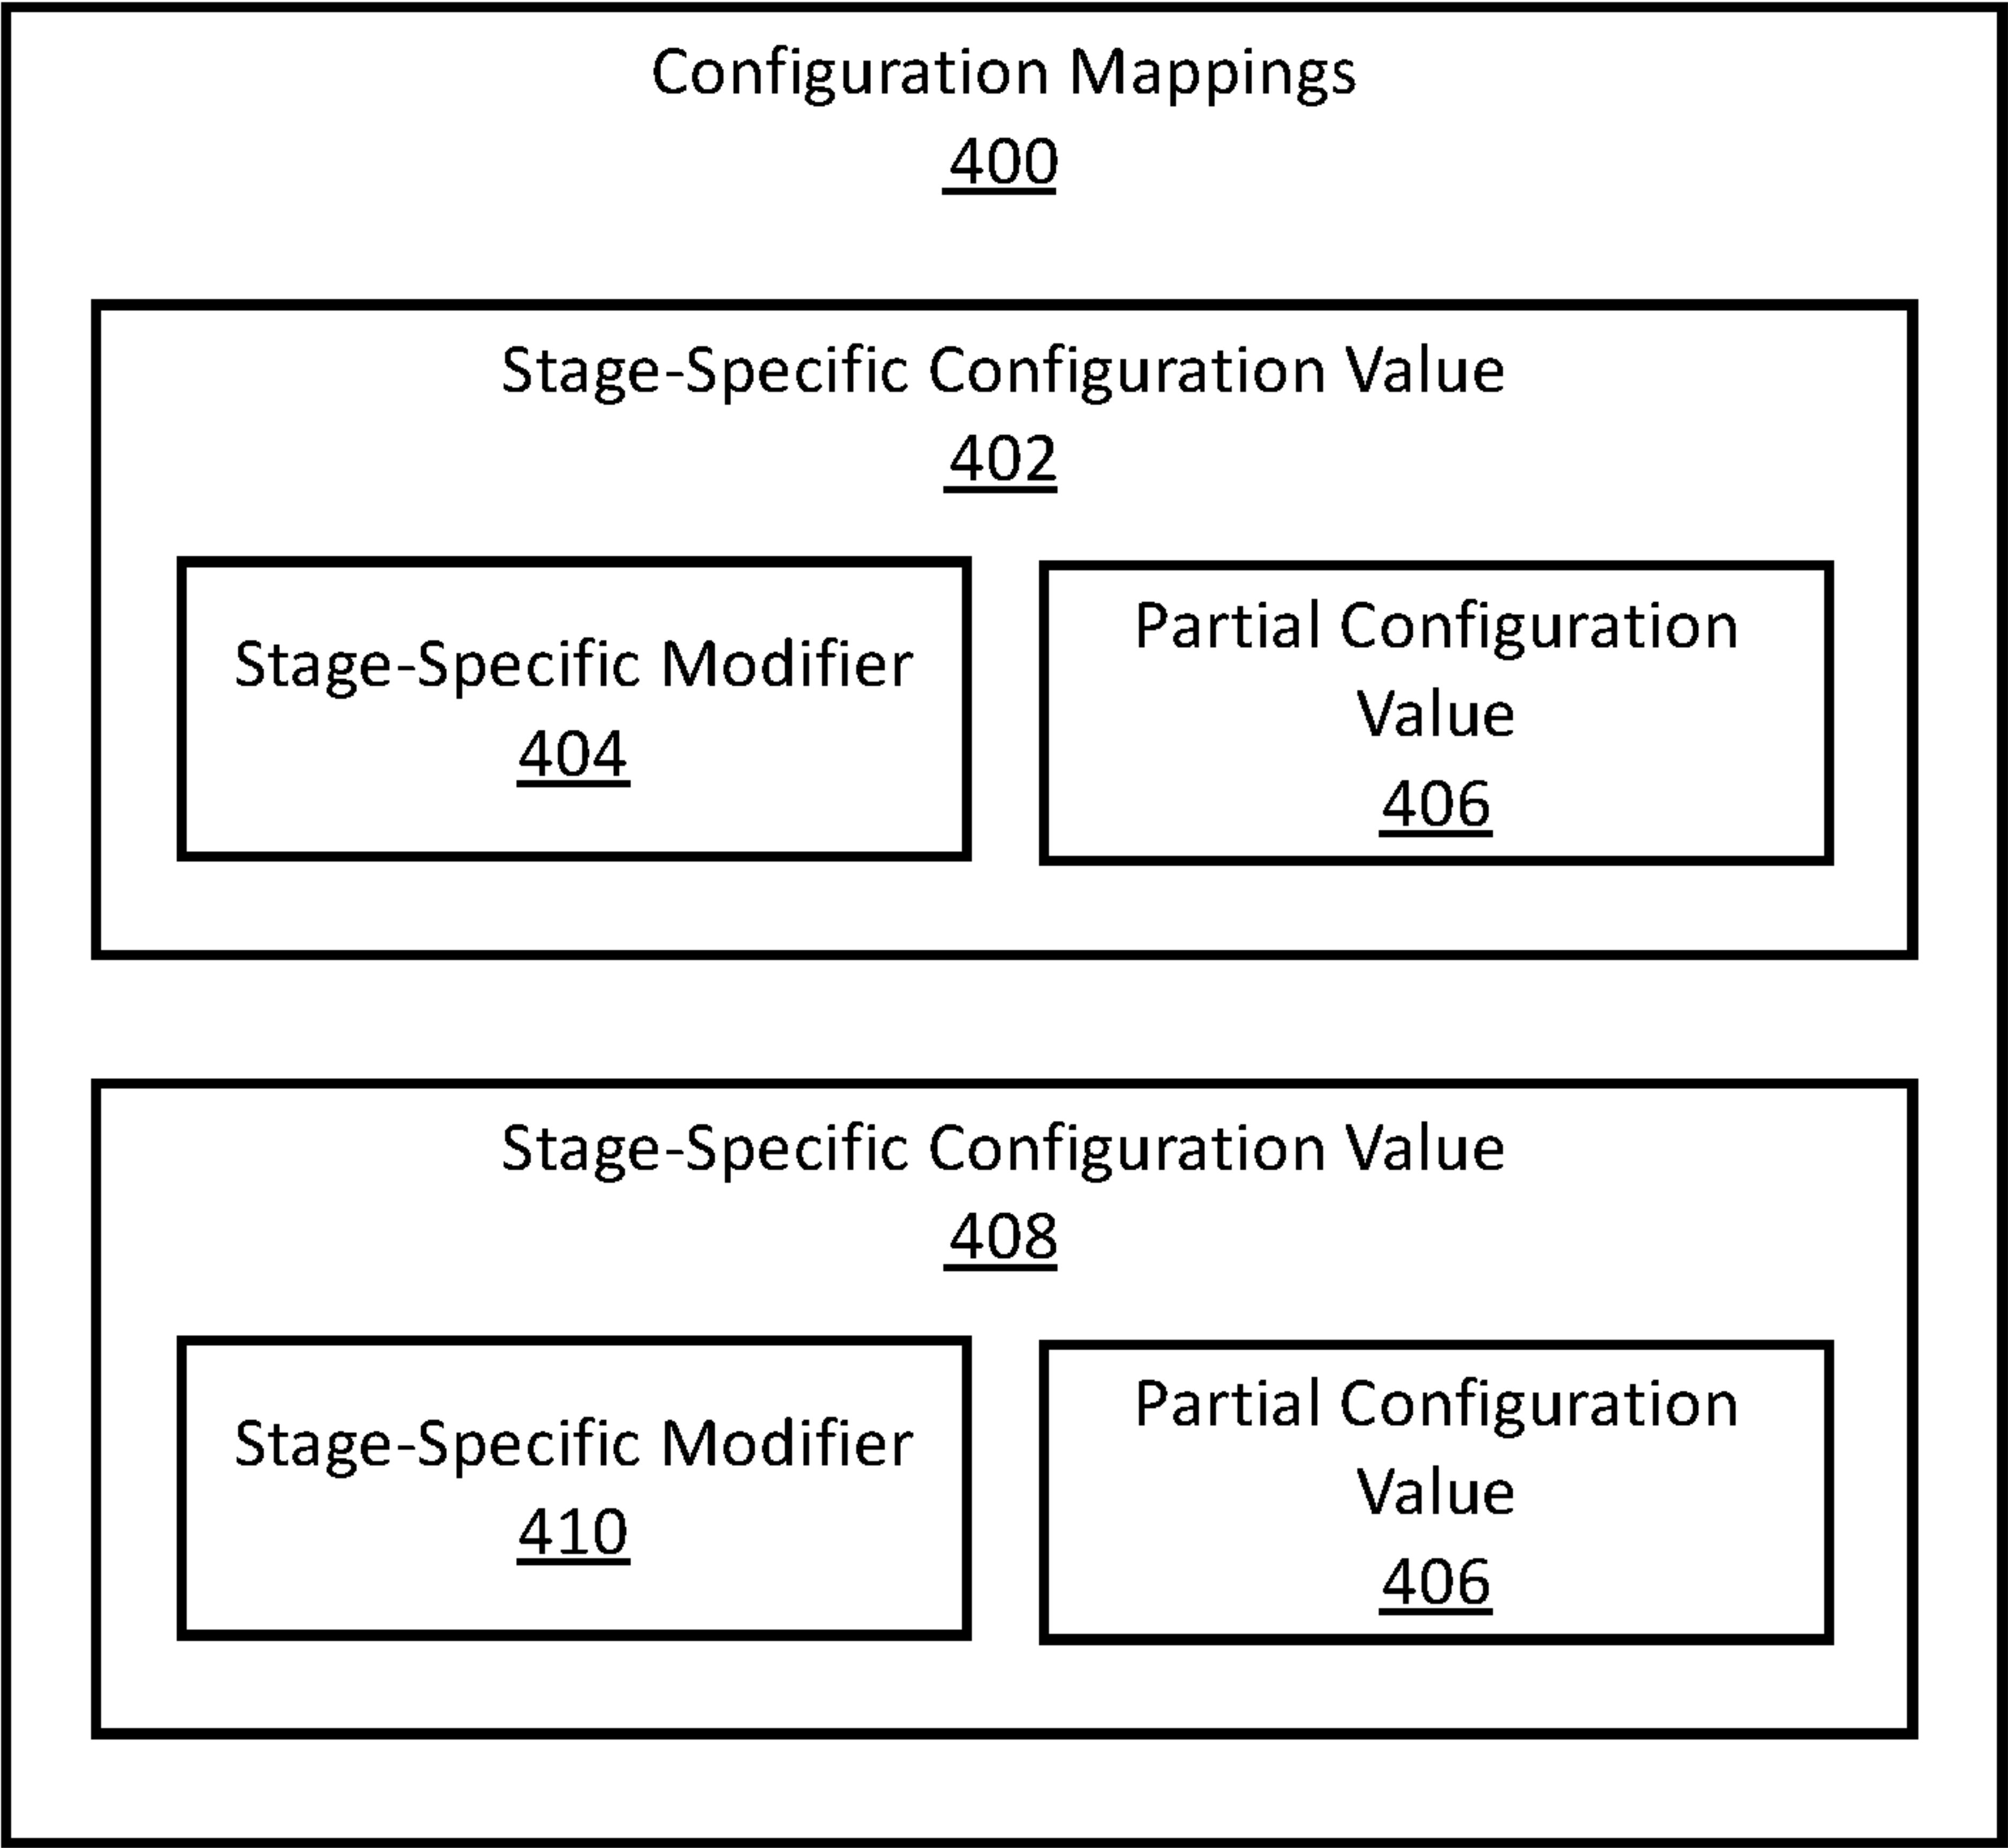 Configuration Mappings
400
Stage-Specific Configuration Value
402
Stage-Specific Modifier
404
Partial Configuration
Value
406
Stage-Specific Configuration Value
408
Stage-Specific Modifier
410
Partial Configuration
Value
406